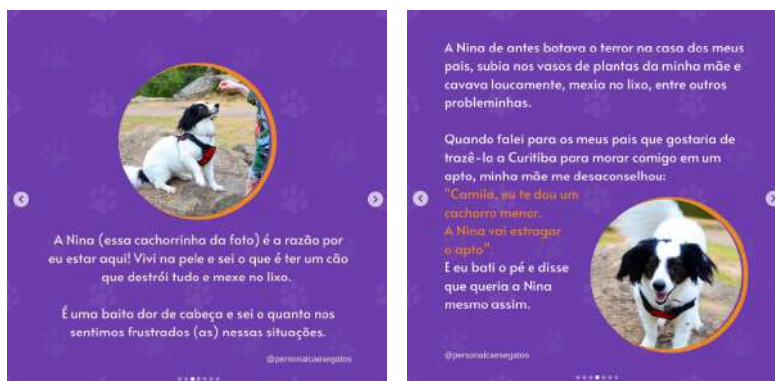 A Nina (essa cachorrinha da foto) é a razão por
eu estar aqui! Vivi na pele e sei o que é ter um cão
que destrói tudo e mexe no lixo.
É uma baita dor de cabeça e sei o quanto nos
sentimos frustrados (as) nessas situações.
@personalcaesegatos
A Nina de antes botava o terror na casa dos meus
pais, subia nos vasos de plantas da minha mãe e
cavava loucamente, mexia no lixo, entre outros
probleminhas.
Quando falei para os meus pais que gostaria de
trazê-la a Curitiba para morar comigo em um
apto, minha mãe me desaconselhou:
"Camila, eu te dou um
cachorro menor.
A Nina vai estragar
o apto".
E eu bati o pé e disse
que queria a Nina
mesmo assim.
@personalcaesegatos